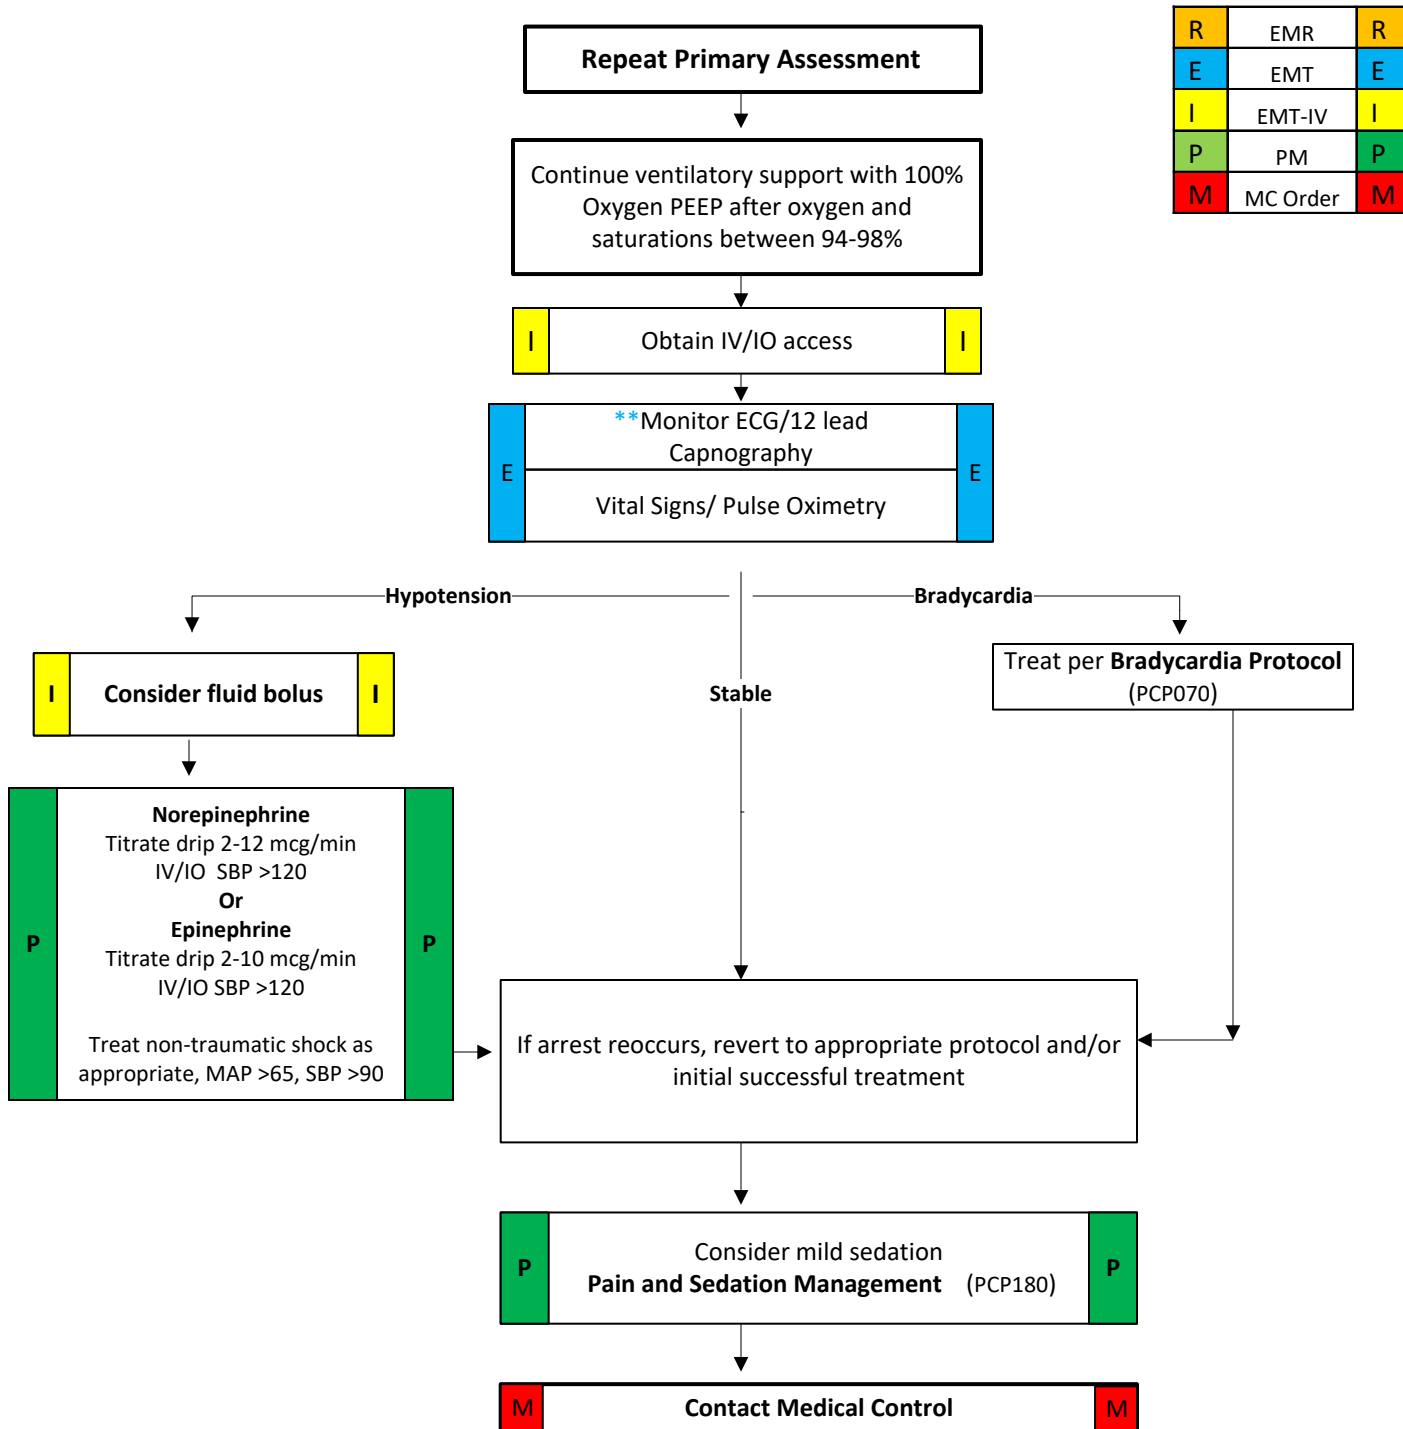 Repeat Primary Assessment
R EMR R
E EMT E
I EMT-IV I
P PM P
M MC Order M
Continue ventilatory support with 100%
Oxygen PEEP after oxygen and
saturations between 94-98%
I Obtain IV/IO access I
**Monitor ECG/12 lead
Capnography
E E
Vital Signs/ Pulse Oximetry
Hypotension
Bradycardia
I Consider fluid bolus I
Stable
Treat per Bradycardia Protocol
(PCP070)
Norepinephrine
Titrate drip 2-12 mcg/min
IV/IO SBP >120
Or
Epinephrine
P P
Titrate drip 2-10 mcg/min
IV/IO SBP >120
Treat non-traumatic shock as
appropriate, MAP >65, SBP >90
If arrest reoccurs, revert to appropriate protocol and/or
initial successful treatment
Consider mild sedation
P P
Pain and Sedation Management (PCP180)
M Contact Medical Control M